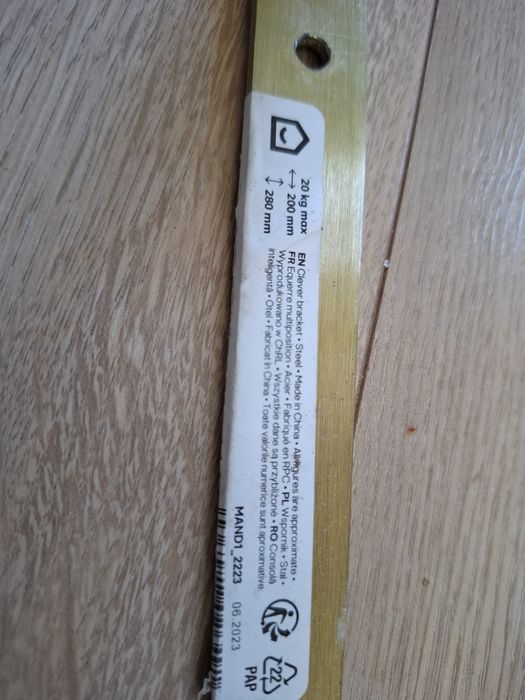 20 kg max
↔ 200 mm
↕ 280 mm
EN Clever bracket • Steel • Made in China • All figures are approximate •
FR Equerre multiposition • Acier • Fabriqué en RPC • PL Wspornik • Stal •
Wyprodukowano w ChRL • Wszystkie dane są przybliżone • RO Consolă
inteligentă • Oțel • Fabricat în China • Toate valorile numerice sunt aproximative.
MAND1_2223 06.2023
22
PAP